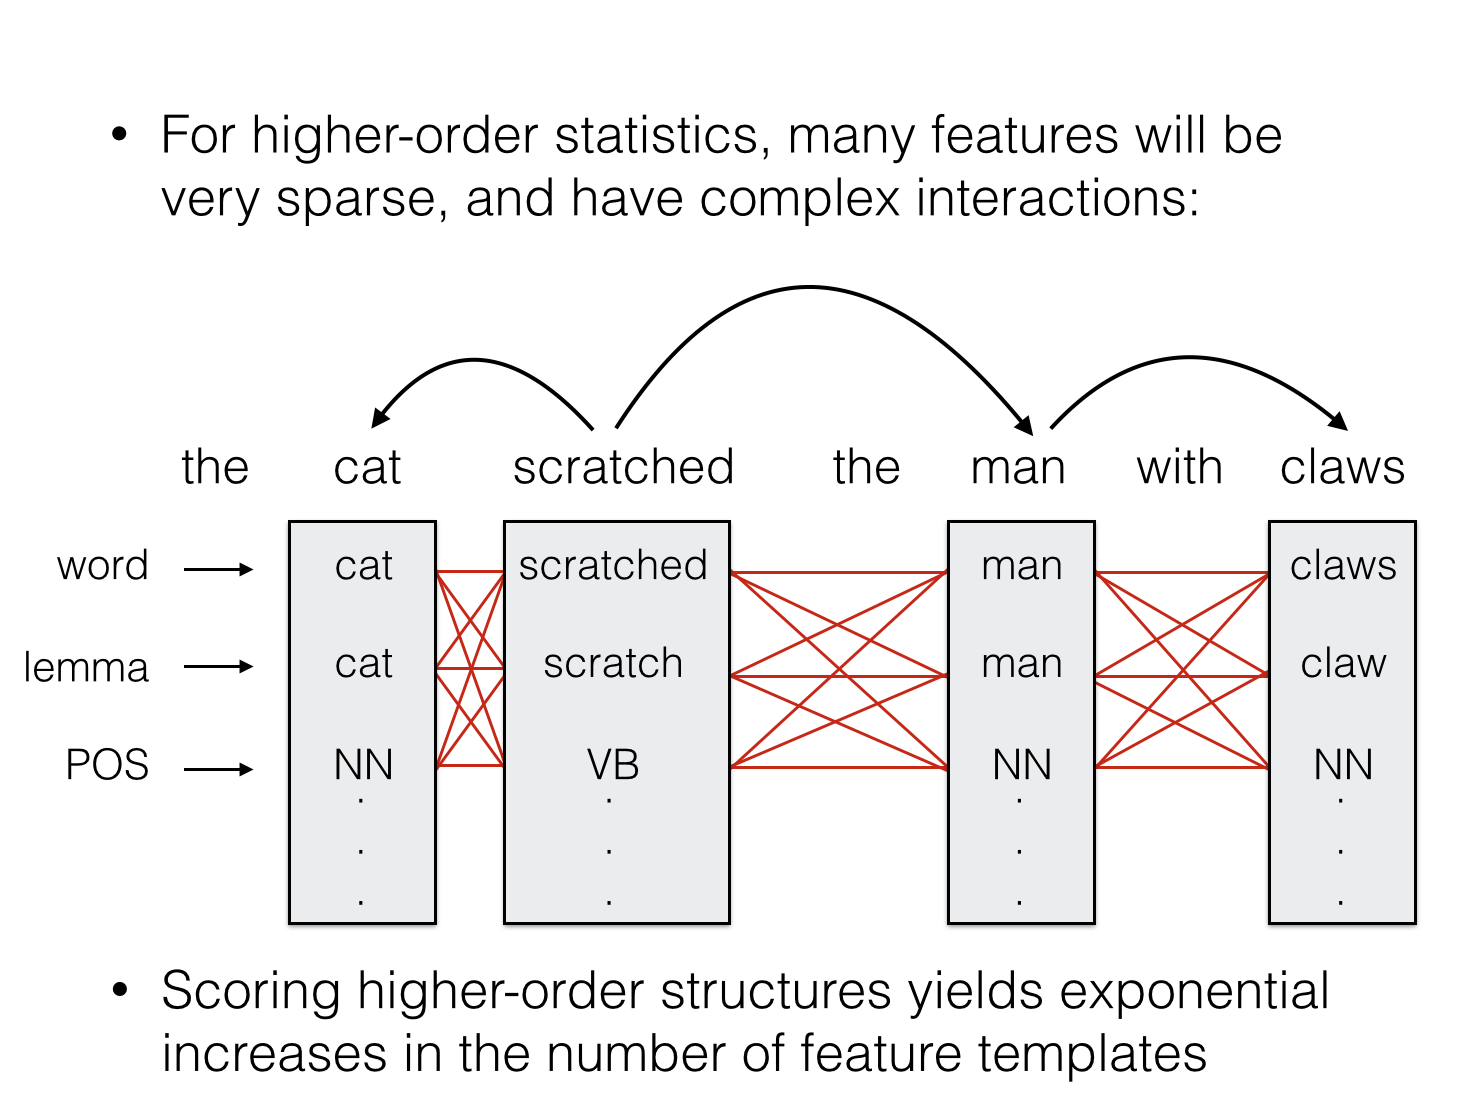 • For higher-order statistics, many features will be
very sparse, and have complex interactions:
the cat scratched the man with claws
word cat scratched man claws
lemma cat scratch man claw
POS NN VB NN NN
. . . .
. . . .
. . . .
• Scoring higher-order structures yields exponential
increases in the number of feature templates